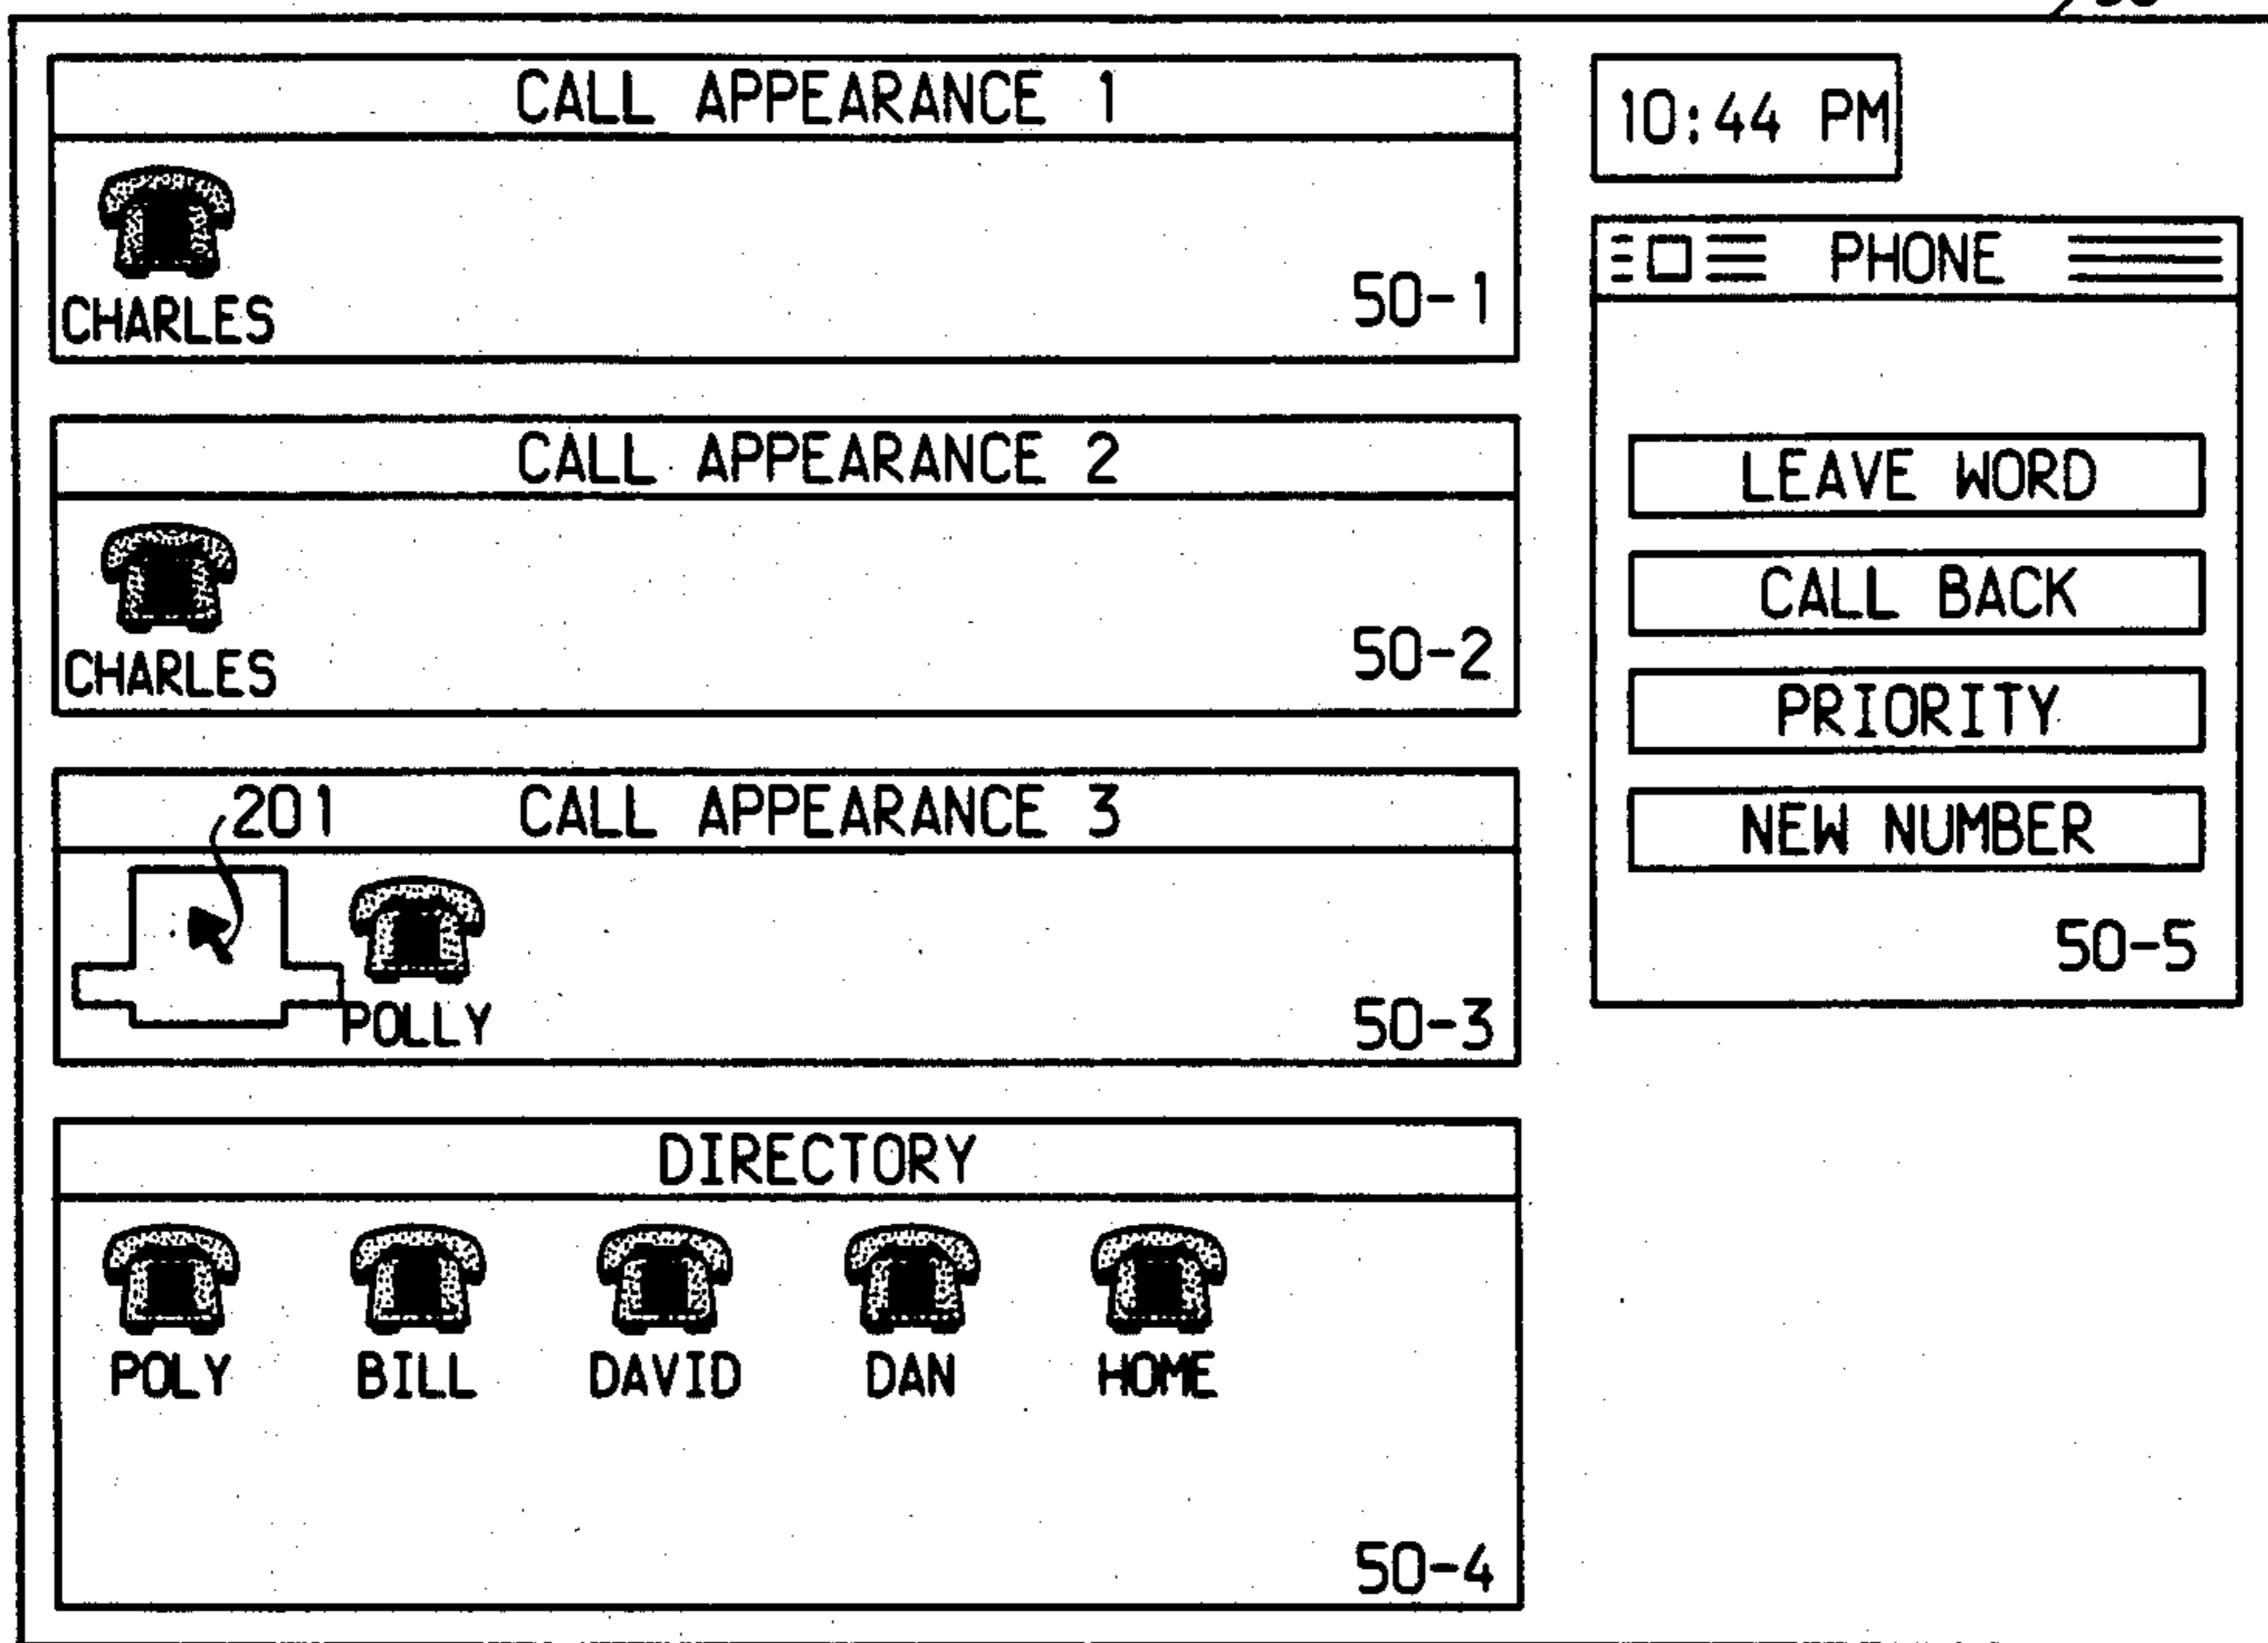 CALL APPEARANCE 1
CHARLES
50-1
CALL APPEARANCE 2
CHARLES
50-2
201 CALL APPEARANCE 3
POLLY
50-3
DIRECTORY
POLY BILL DAVID DAN HOME
50-4
10:44 PM
PHONE
LEAVE WORD
CALL BACK
PRIORITY
NEW NUMBER
50-5